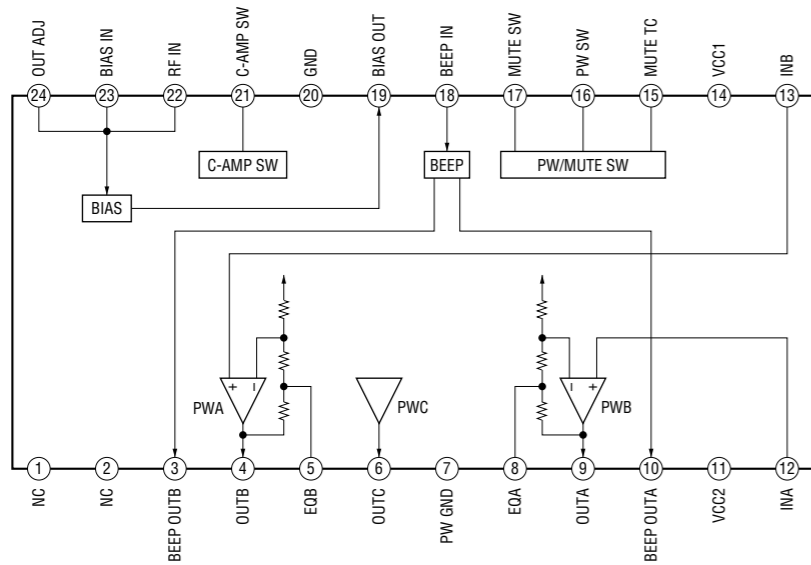 OUT ADJ
BIAS IN
RF IN
C-AMP SW
GND
BIAS OUT
BEEP IN
MUTE SW
PW SW
MUTE TC
VCC1
INB
24
23
22
21
20
19
18
17
16
15
14
13
C-AMP SW
BEEP
PW/MUTE SW
BIAS
+
–
–
+
PWA
PWC
PWB
1
2
3
4
5
6
7
8
9
10
11
12
NC
NC
BEEP OUTB
OUTB
EQB
OUTC
PW GND
EQA
OUTA
BEEP OUTA
VCC2
INA